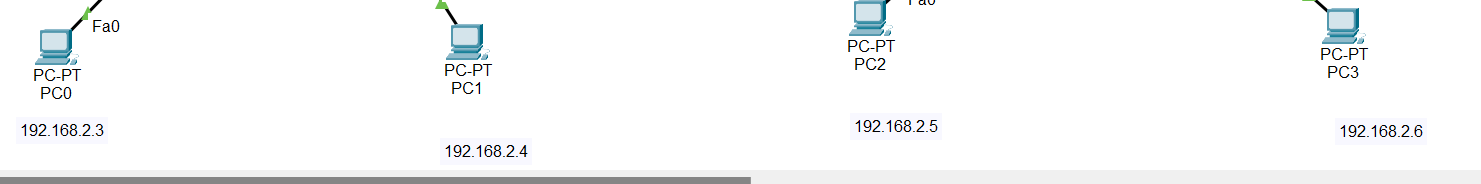 Fa0
PC-PT
PC0
192.168.2.3
PC-PT
PC1
192.168.2.4
Fa0
PC-PT
PC2
192.168.2.5
PC-PT
PC3
192.168.2.6